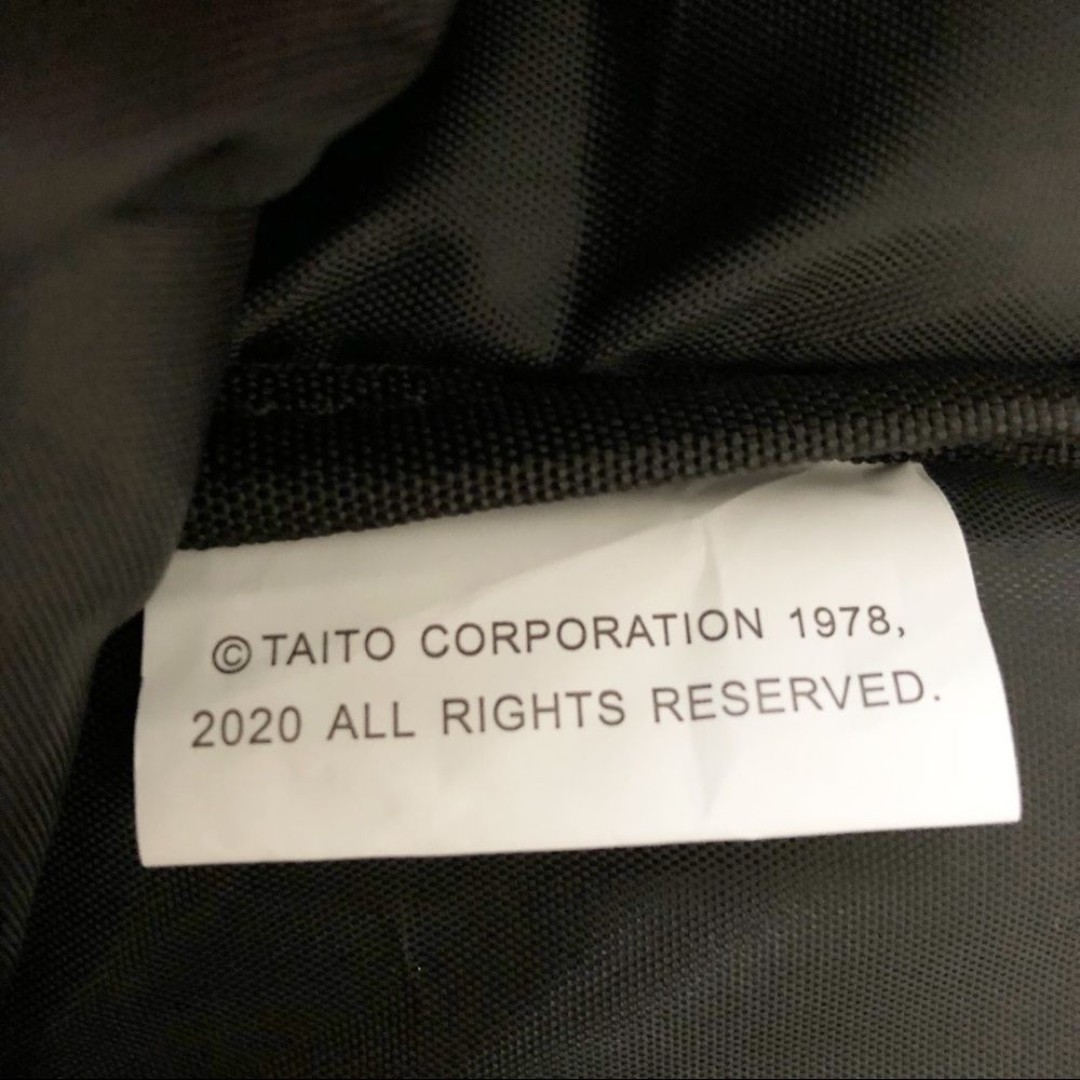 ©TAITO CORPORATION 1978,
2020 ALL RIGHTS RESERVED.